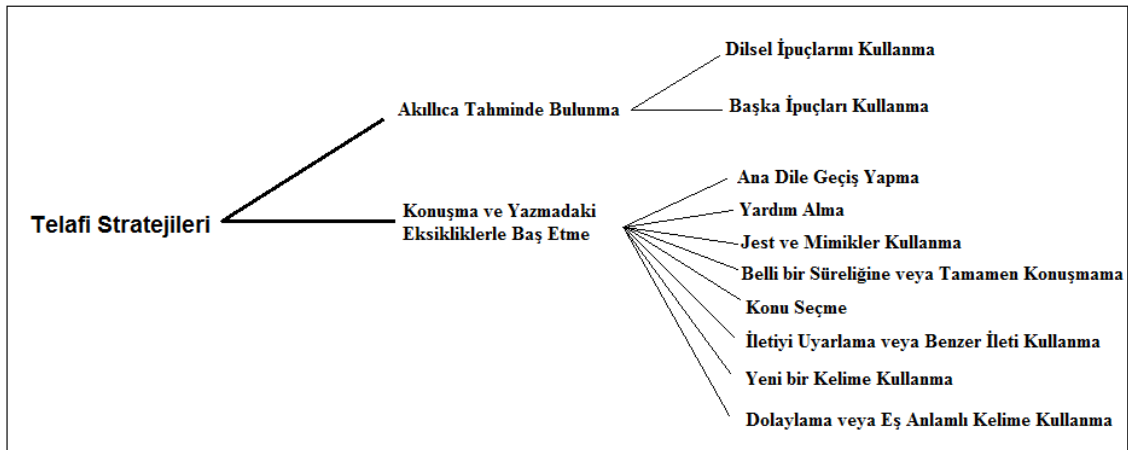 Telafi Stratejileri
Akıllıca Tahminde Bulunma
Dilsel İpuçlarını Kullanma
Başka İpuçları Kullanma
Konuşma ve Yazmadaki
Eksikliklerle Baş Etme
Ana Dile Geçiş Yapma
Yardım Alma
Jest ve Mimikler Kullanma
Belli bir Süreliğine veya Tamamen Konuşmama
Konu Seçme
İletiyi Uyarlama veya Benzer İleti Kullanma
Yeni bir Kelime Kullanma
Dolaylama veya Eş Anlamlı Kelime Kullanma